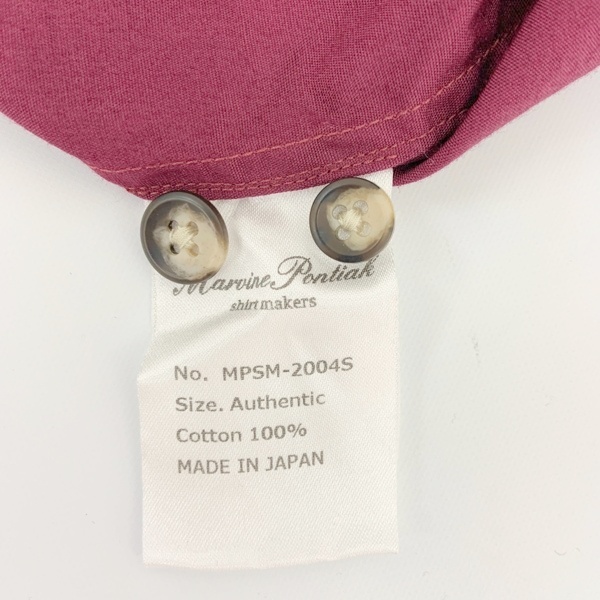 Marvine Pontiak
shirt makers
No. MPSM-2004S
Size. Authentic
Cotton 100%
MADE IN JAPAN